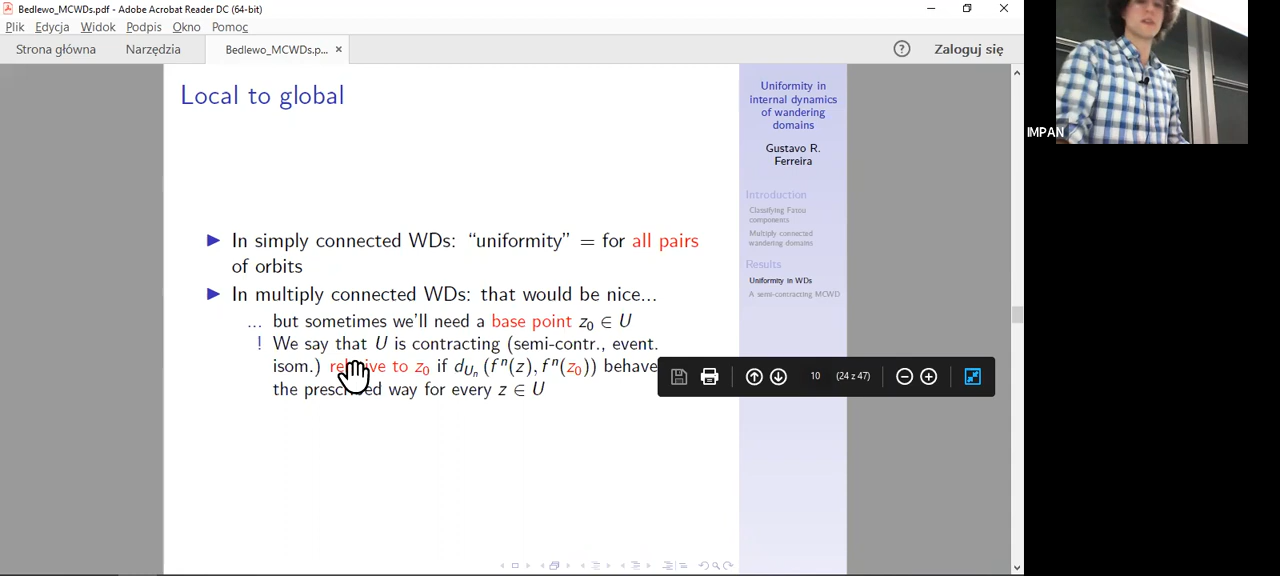 Bedlewo_MCWDs.pdf - Adobe Acrobat Reader DC (64-bit)
Plik Edycja Widok Podpis Okno Pomoc
Strona główna Narzędzia Bedlewo_MCWDs.p... × ? Zaloguj się
Local to global
In simply connected WDs: “uniformity” = for all pairs
of orbits
In multiply connected WDs: that would be nice...
... but sometimes we'll need a base point z₀ ∈ U
! We say that U is contracting (semi-contr., event.
isom.) to z₀ if d_{U_n}(fⁿ(z), fⁿ(z₀)) behave
the way for every z ∈ U
10 (24 z 47)
Uniformity in
internal dynamics
of wandering
domains
Gustavo R.
Ferreira
Introduction
Classifying Fatou
components
Multiply connected
wandering domains
Results
Uniformity in WDs
A semi-contracting MCWD
IMPAN